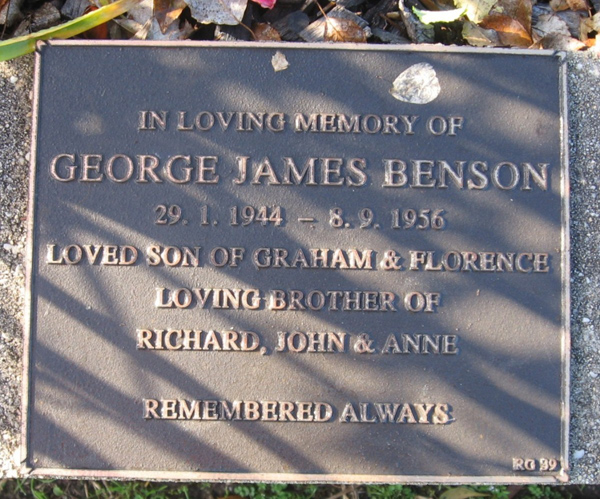 IN LOVING MEMORY OF
GEORGE JAMES BENSON
29. 1. 1944 – 8. 9. 1956
LOVED SON OF GRAHAM & FLORENCE
LOVING BROTHER OF
RICHARD, JOHN & ANNE
REMEMBERED ALWAYS
RG 99